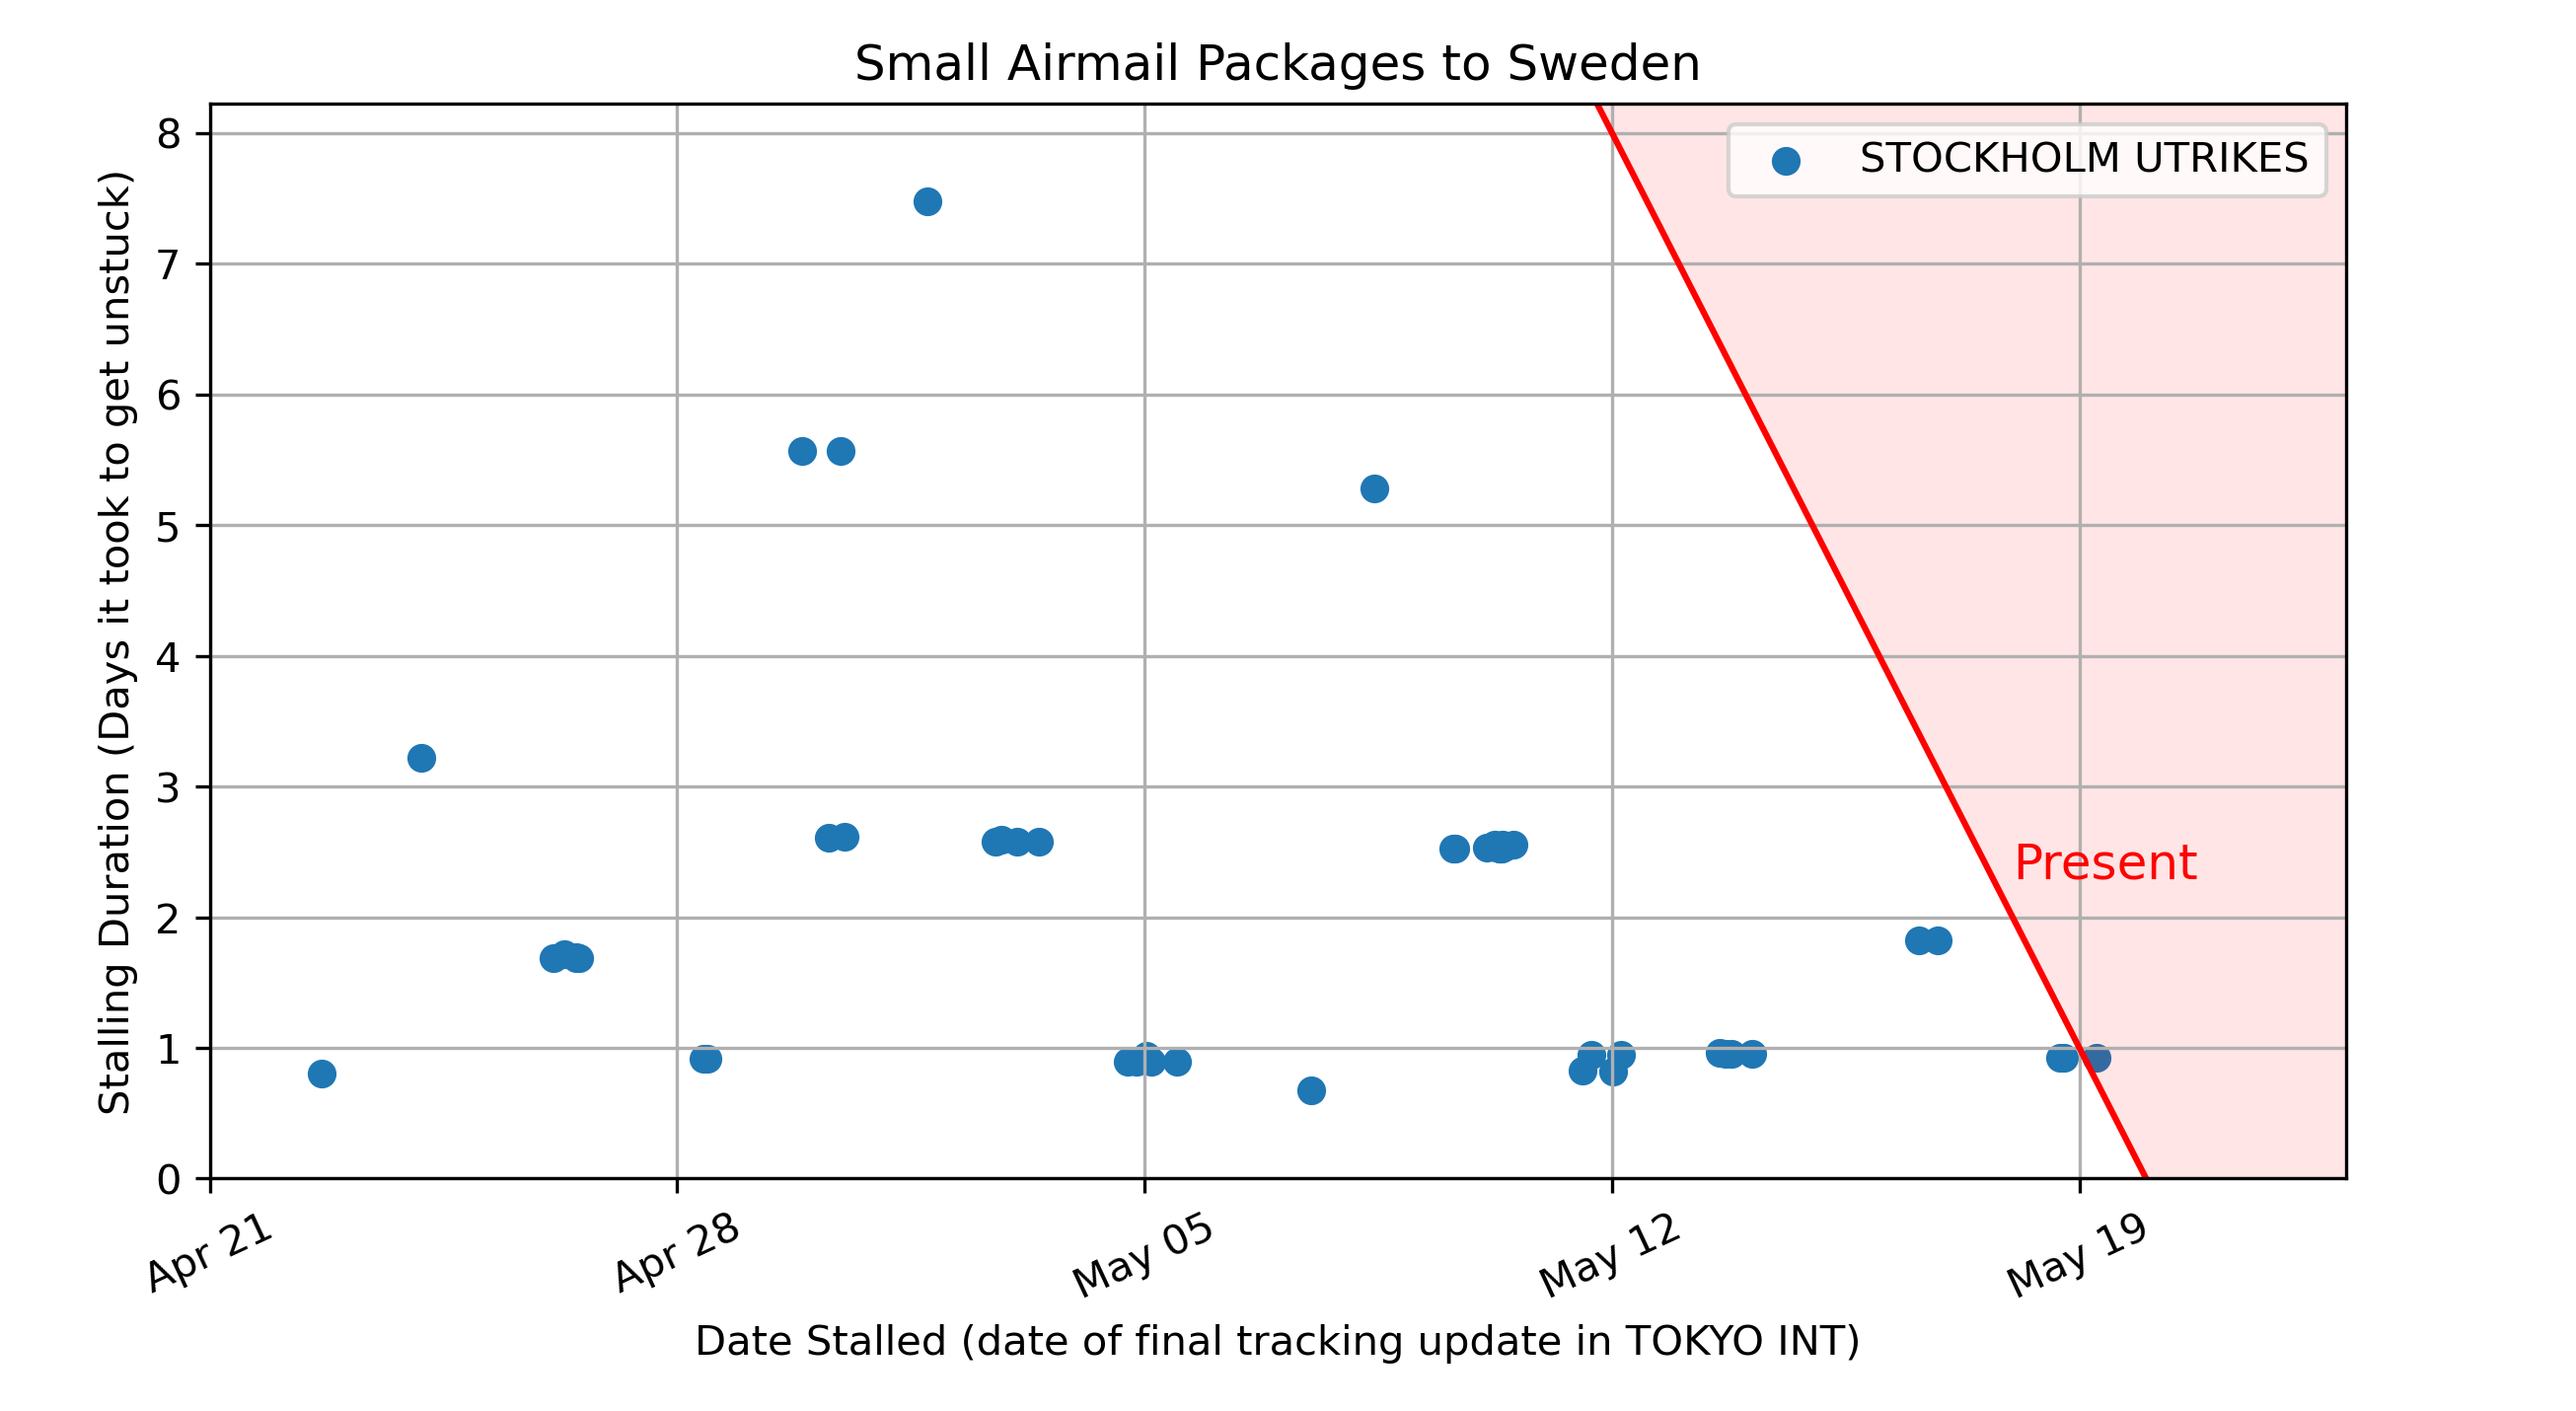 Small Airmail Packages to Sweden
STOCKHOLM UTRIKES
Stalling Duration (Days it took to get unstuck)
8
7
6
5
4
3
2
1
0
Present
Apr 21
Apr 28
May 05
May 12
May 19
Date Stalled (date of final tracking update in TOKYO INT)